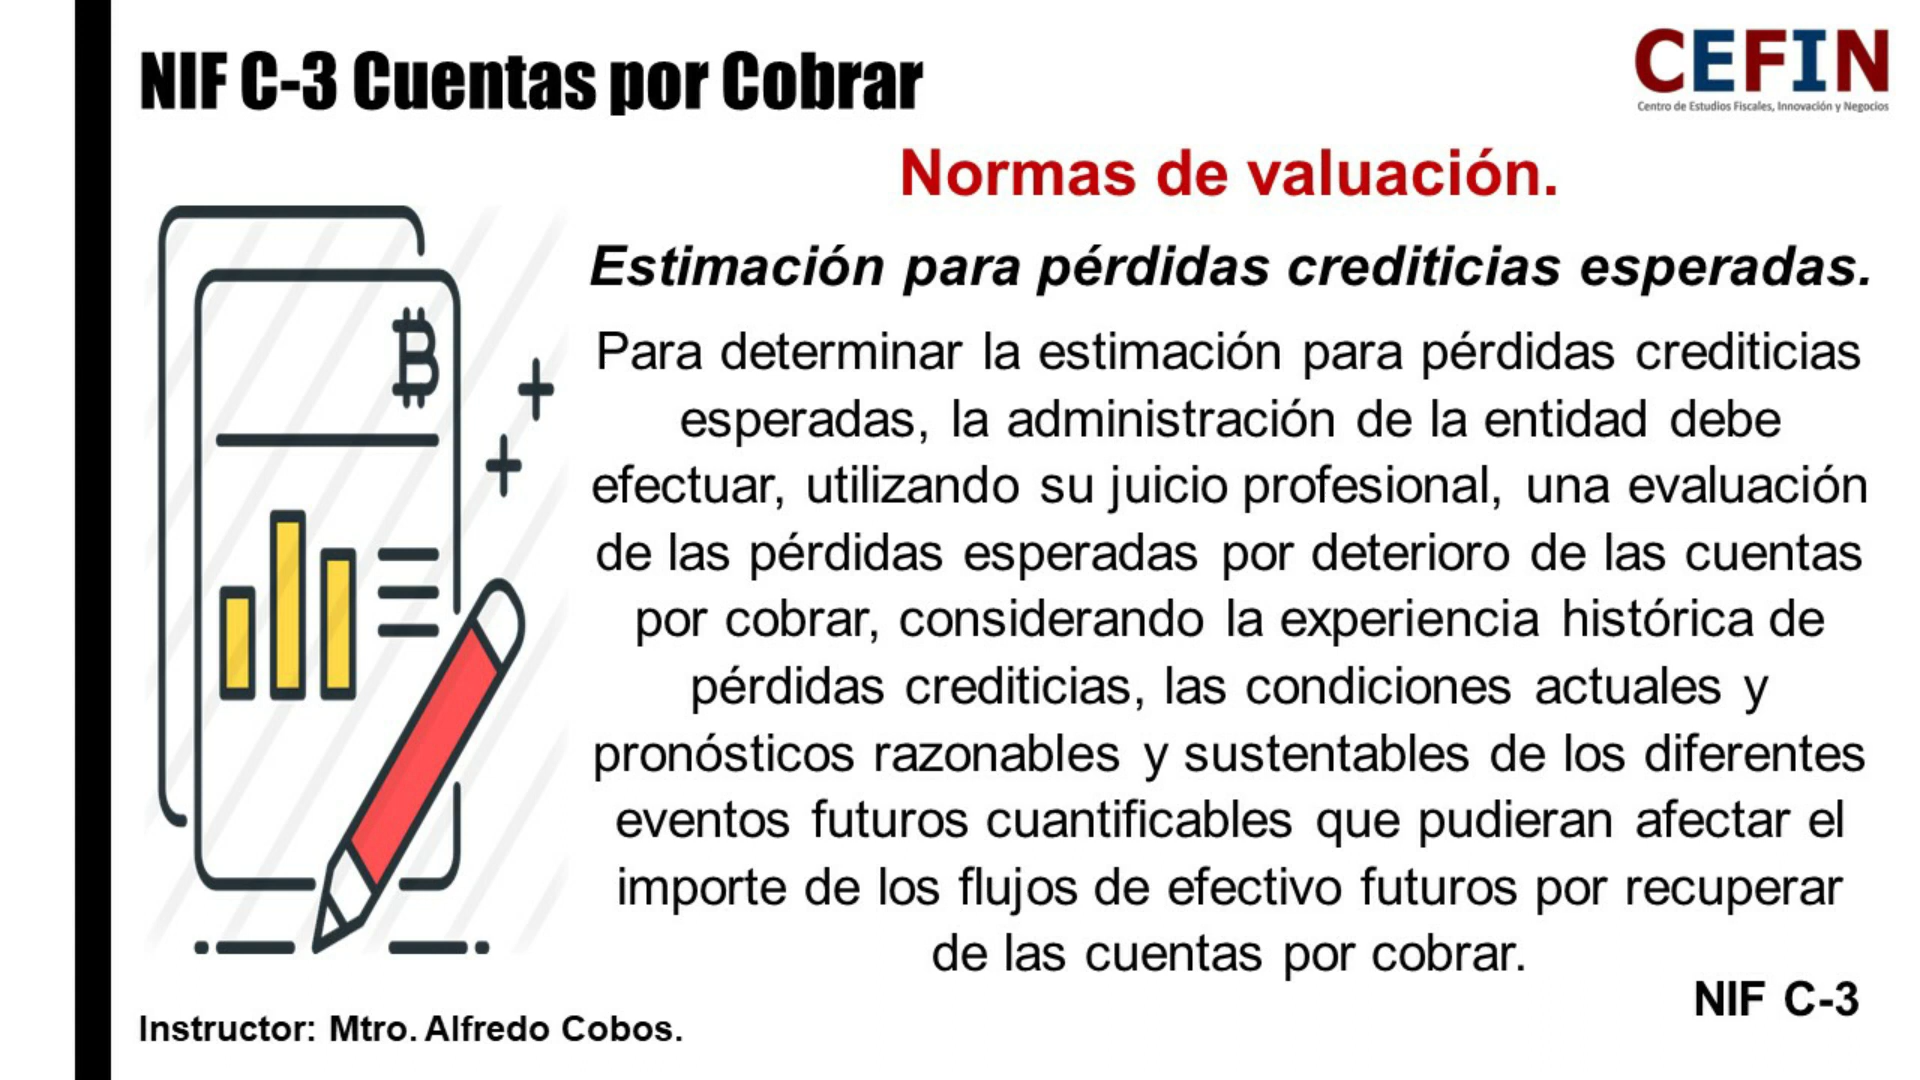 NIF C-3 Cuentas por Cobrar
CEFIN
Centro de Estudios Fiscales, Innovación y Negocios
Normas de valuación.
Estimación para pérdidas crediticias esperadas.
Para determinar la estimación para pérdidas crediticias
esperadas, la administración de la entidad debe
efectuar, utilizando su juicio profesional, una evaluación
de las pérdidas esperadas por deterioro de las cuentas
por cobrar, considerando la experiencia histórica de
pérdidas crediticias, las condiciones actuales y
pronósticos razonables y sustentables de los diferentes
eventos futuros cuantificables que pudieran afectar el
importe de los flujos de efectivo futuros por recuperar
de las cuentas por cobrar.
NIF C-3
Instructor: Mtro. Alfredo Cobos.